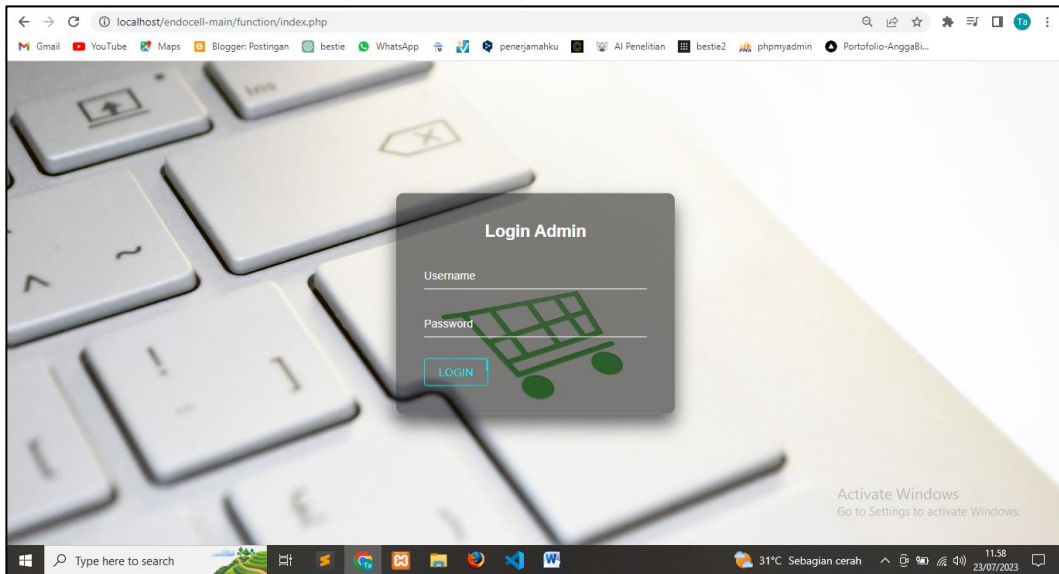 localhost/endocell-main/function/index.php
Ta
Gmail YouTube Maps Blogger: Postingan bestie WhatsApp penerjamahku AI Penelitian bestie2 phpmyadmin Portofolio-AnggaBi...
Ins
Login Admin
Username
Password
LOGIN
Activate Windows
Go to Settings to activate Windows.
Type here to search
31°C Sebagian cerah
11.58
23/07/2023